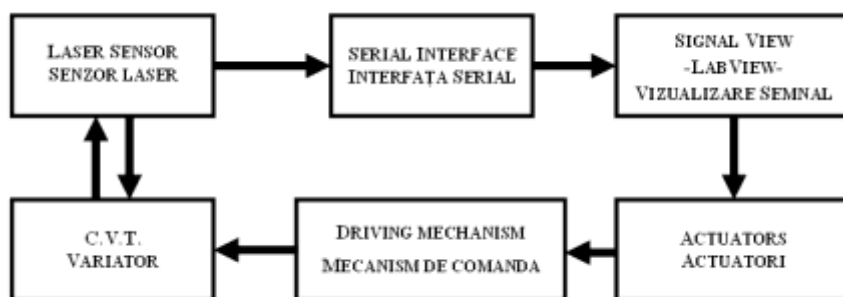 LASER SENSOR
SENZOR LASER
SERIAL INTERFACE
INTERFAȚA SERIAL
SIGNAL VIEW
-LABVIEW-
VIZUALIZARE SEMNAL
C.V.T.
VARIATOR
DRIVING MECHANISM
MECANISM DE COMANDA
ACTUATORS
ACTUATORI